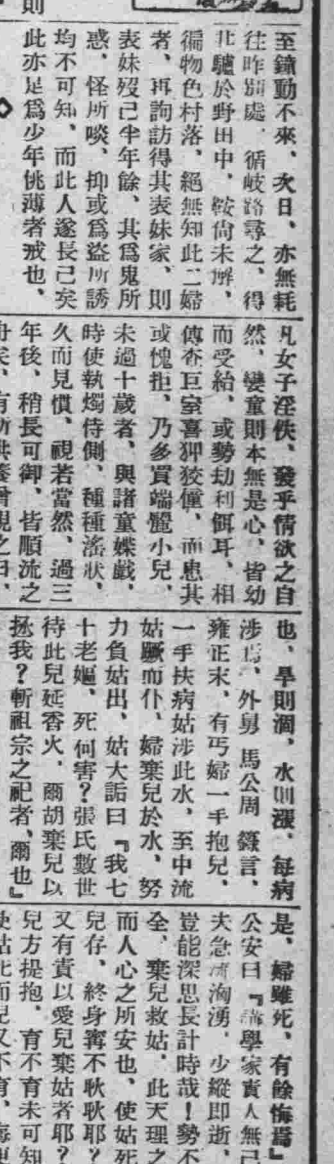 至鐘動不來、次日、亦無耗
往昨別處、循岐路尋之、得
其驢於野田中、鞍尙未解、
徧物色村落、絕無知此二婦
者、再詢訪得其表妹家、則
表妹歿已半年餘、其爲鬼所
惑、怪所啖、抑或爲盜所誘
均不可知、而此人遂長已矣
此亦足爲少年佻薄者戒也、
凡女子淫佚、發乎情欲之自
然、孌童則本無是心、皆幼
而受紿、或勢劫利餌耳、相
傳查巨室喜狎狡僮、而患其
或愧拒、乃多買端麗小兒、
未過十歲者、與諸童媟戲、
時使執燭侍側、種種淫狀、
久而見慣、視若當然、過三
年後、稍長可御、皆順流之
也、旱則涸、水則漲、每病
涉焉、外舅馬公周籙言、
雍正末、有丐婦一手抱兒、
一手扶病姑涉此水、至中流
姑蹶而仆、婦棄兒於水、努
力負姑出、姑大詬曰『我七
十老嫗、死何害？張氏數世
待此兒延香火、爾胡棄兒以
拯我？斬祖宗之祀者、爾也』
是、婦雖死、有餘悔焉』
公安曰『講學家責人無已
夫急流洶湧、少縱卽逝、
豈能深思長計時哉！勢不
全、棄兒救姑、此天理之
而人心之所安也、使姑死
兒存、終身寗不耿耿耶？
又有責以愛兒棄姑者耶？
兒方提抱、育不育未可知